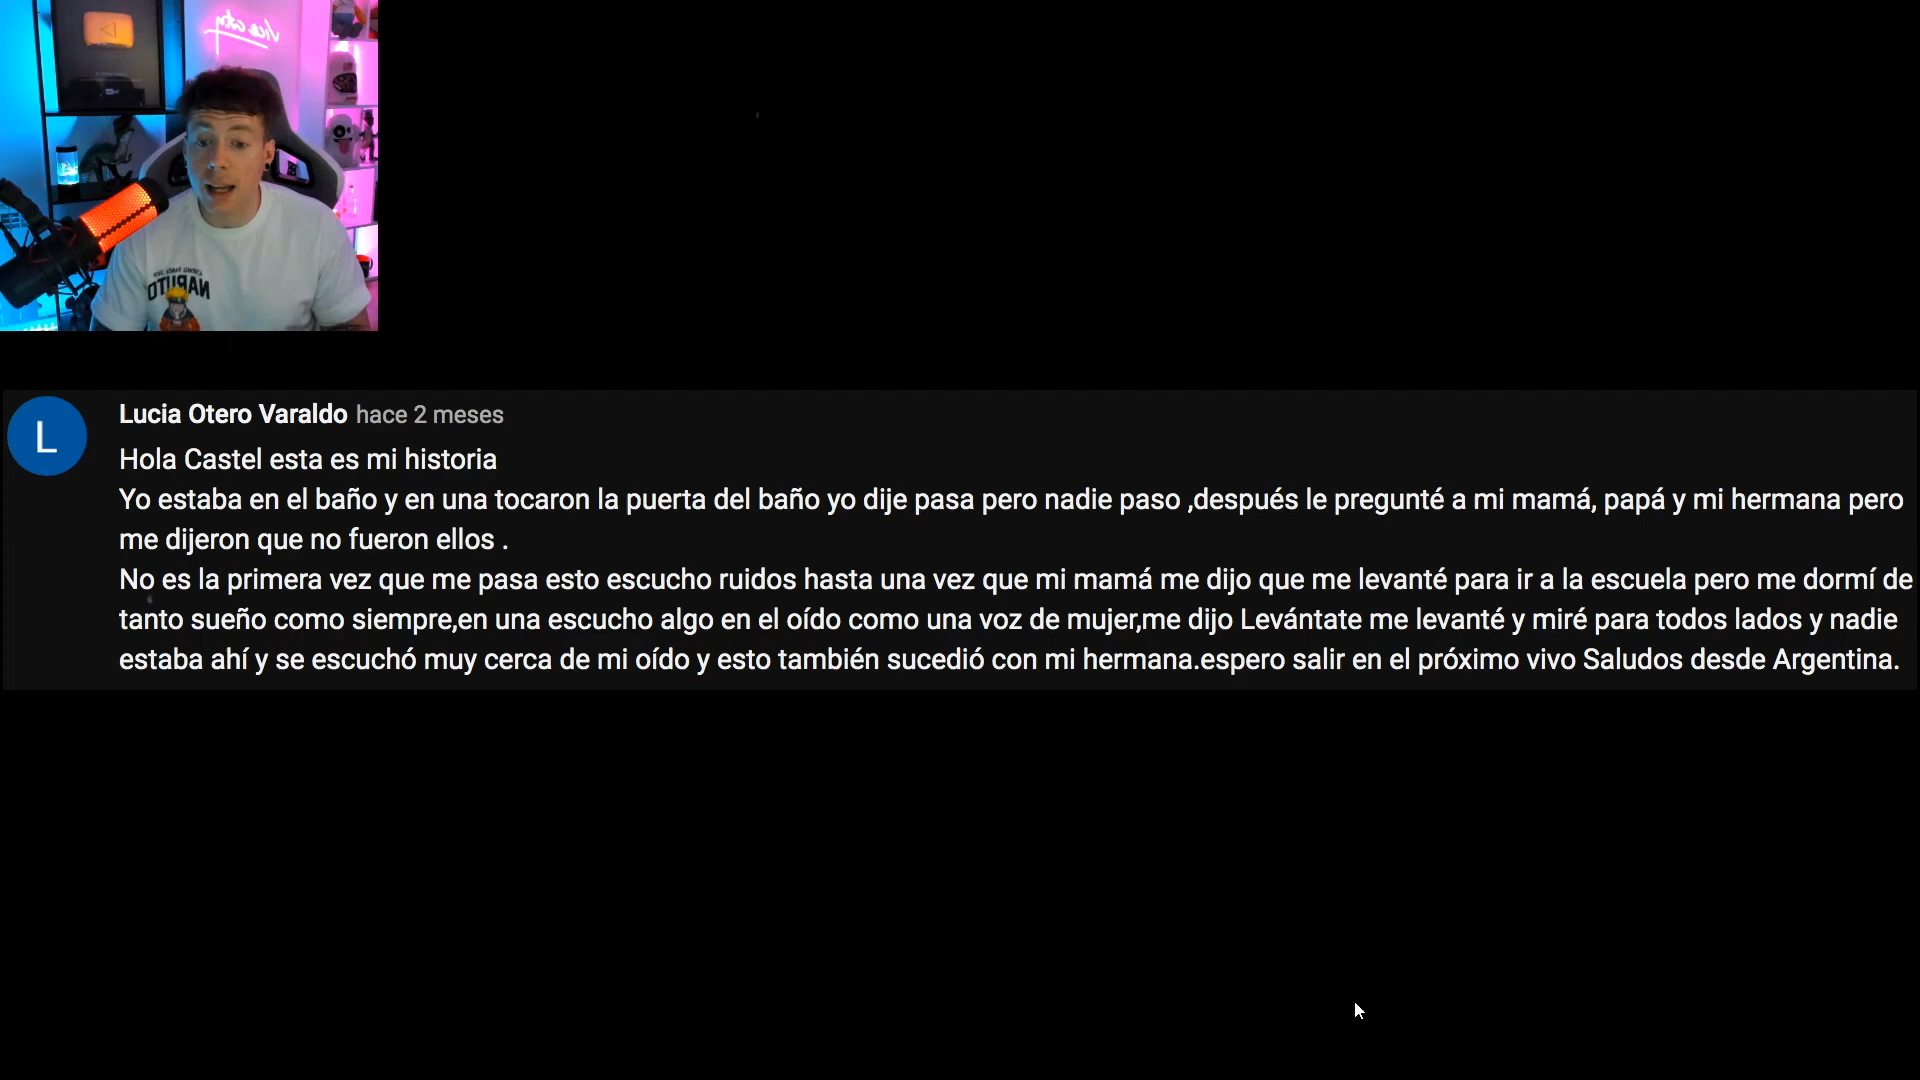 Vice City
NARUTO
L
Lucia Otero Varaldo hace 2 meses
Hola Castel esta es mi historia
Yo estaba en el baño y en una tocaron la puerta del baño yo dije pasa pero nadie paso ,después le pregunté a mi mamá, papá y mi hermana pero
me dijeron que no fueron ellos .
No es la primera vez que me pasa esto escucho ruidos hasta una vez que mi mamá me dijo que me levanté para ir a la escuela pero me dormí de
tanto sueño como siempre,en una escucho algo en el oído como una voz de mujer,me dijo Levántate me levanté y miré para todos lados y nadie
estaba ahí y se escuchó muy cerca de mi oído y esto también sucedió con mi hermana.espero salir en el próximo vivo Saludos desde Argentina.